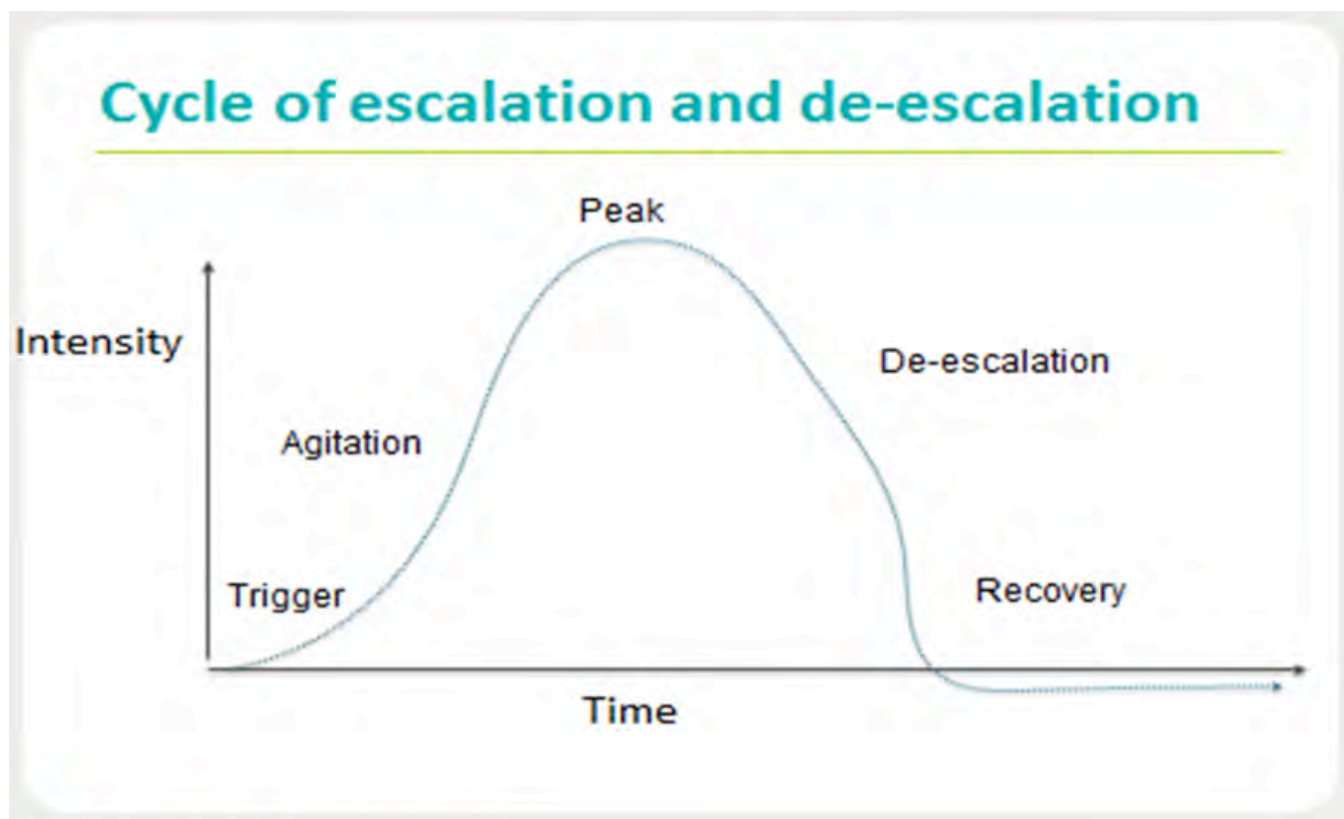 Cycle of escalation and de-escalation
Peak
Intensity
De-escalation
Agitation
Trigger
Recovery
Time